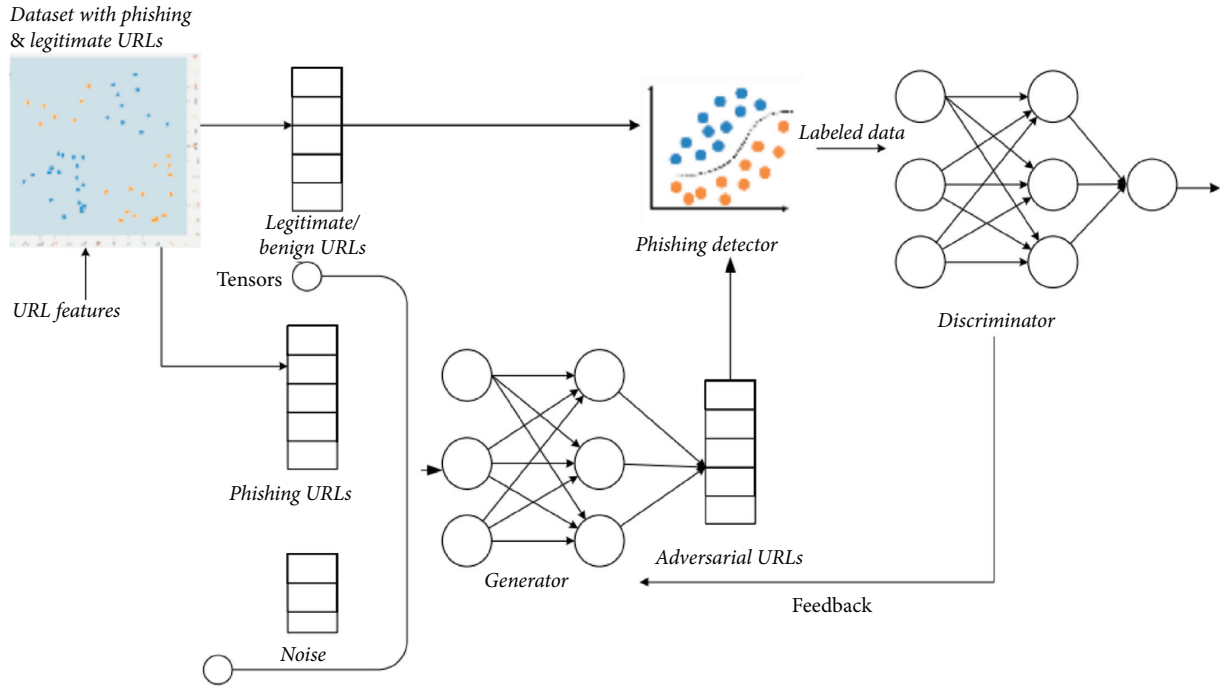 Dataset with phishing
& legitimate URLs
Labeled data
Legitimate/
benign URLs
Phishing detector
Tensors
URL features
Discriminator
Phishing URLs
Adversarial URLs
Generator
Feedback
Noise